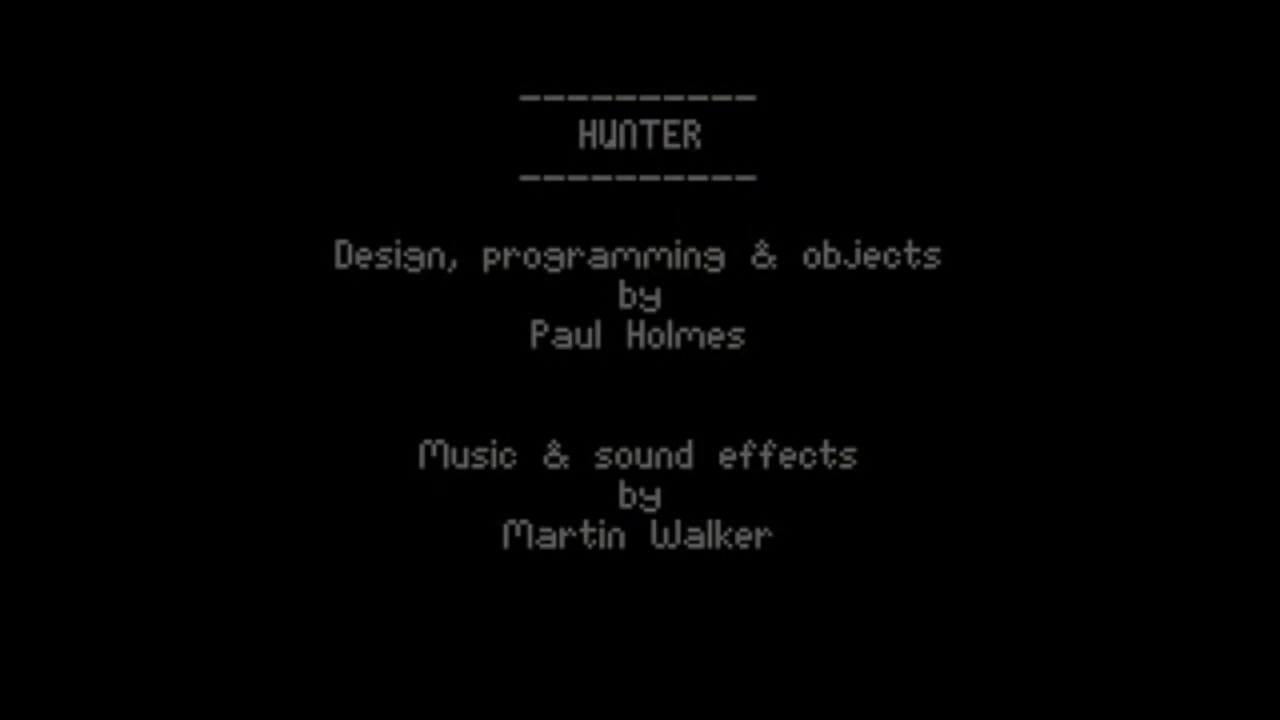 ----------
HUNTER
----------
Design, programming & objects
by
Paul Holmes
Music & sound effects
by
Martin Walker